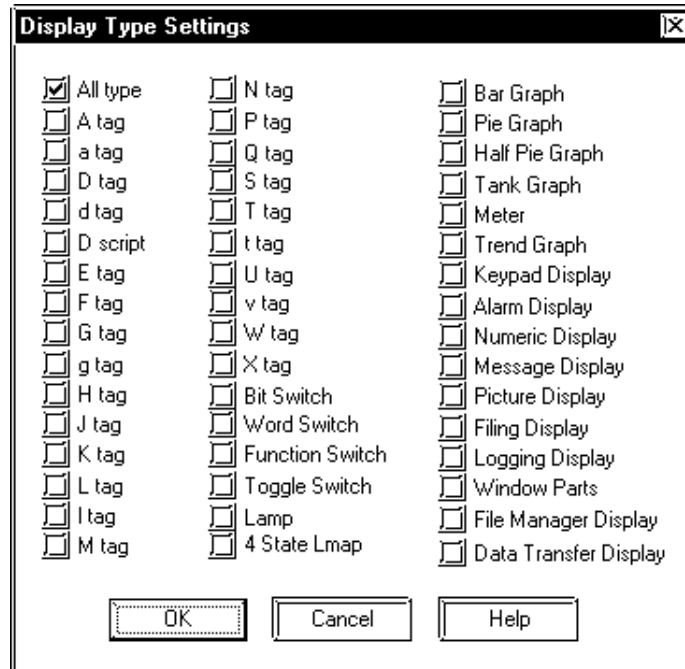 Display Type Settings
All type
A tag
a tag
D tag
d tag
D script
E tag
F tag
G tag
g tag
H tag
J tag
K tag
L tag
l tag
M tag
N tag
P tag
Q tag
S tag
T tag
t tag
U tag
v tag
W tag
X tag
Bit Switch
Word Switch
Function Switch
Toggle Switch
Lamp
4 State Lmap
Bar Graph
Pie Graph
Half Pie Graph
Tank Graph
Meter
Trend Graph
Keypad Display
Alarm Display
Numeric Display
Message Display
Picture Display
Filing Display
Logging Display
Window Parts
File Manager Display
Data Transfer Display
OK
Cancel
Help